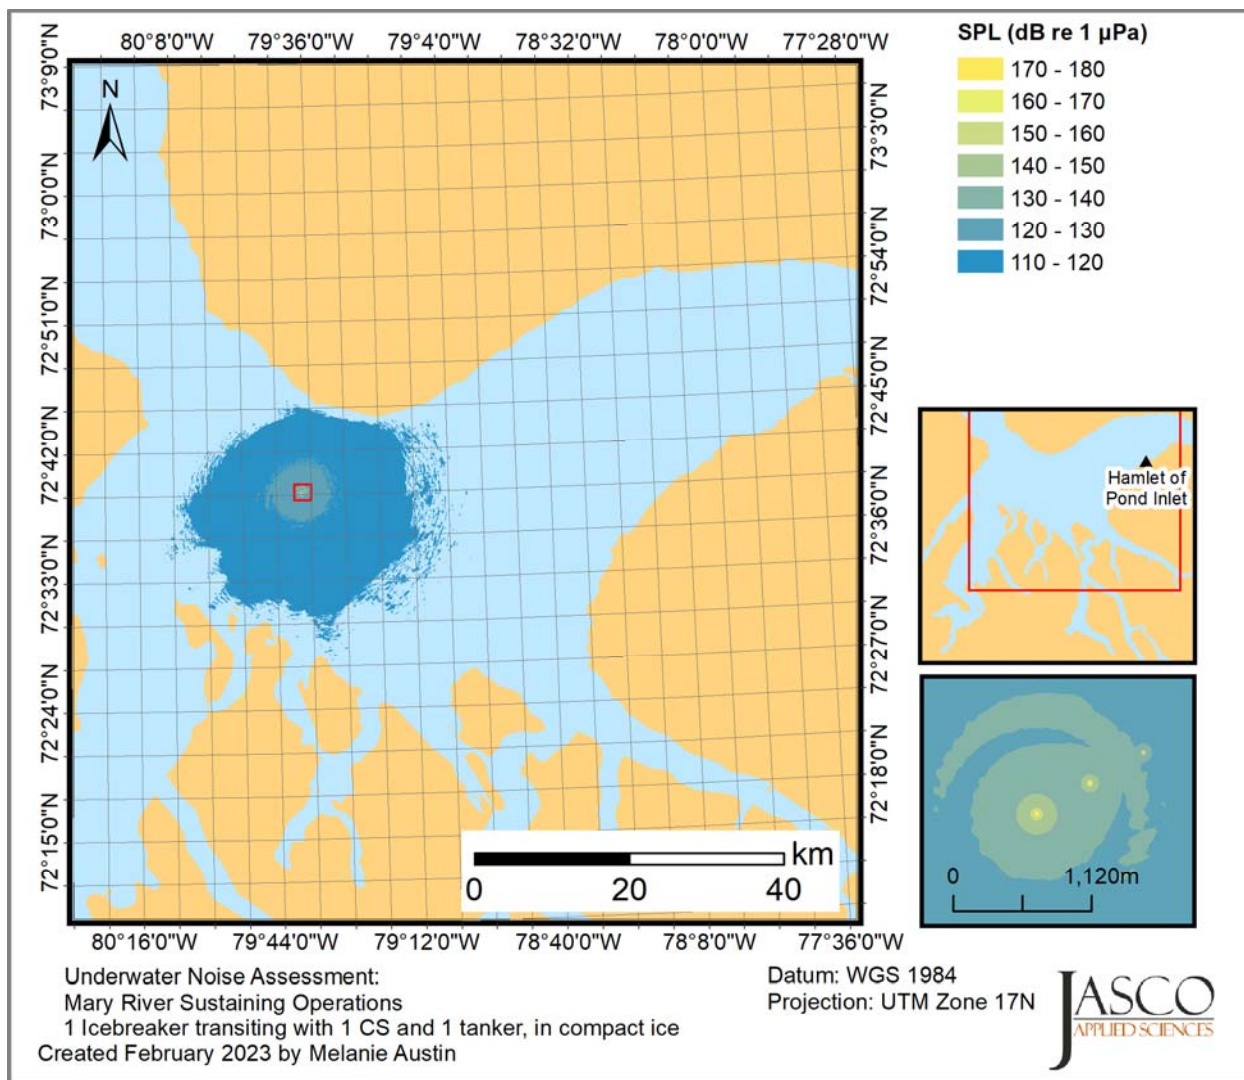 80°8'0"W 79°36'0"W 79°4'0"W 78°32'0"W 78°0'0"W 77°28'0"W
SPL (dB re 1 µPa)
170 - 180
160 - 170
150 - 160
140 - 150
130 - 140
120 - 130
110 - 120
N
73°9'0"N
73°0'0"N
72°51'0"N
72°42'0"N
72°33'0"N
72°24'0"N
72°15'0"N
73°3'0"N
72°54'0"N
72°45'0"N
72°36'0"N
72°27'0"N
72°18'0"N
Hamlet of
Pond Inlet
km
0 20 40
0 1,120m
80°16'0"W 79°44'0"W 79°12'0"W 78°40'0"W 78°8'0"W 77°36'0"W
Underwater Noise Assessment:
Mary River Sustaining Operations
1 Icebreaker transiting with 1 CS and 1 tanker, in compact ice
Created February 2023 by Melanie Austin
Datum: WGS 1984
Projection: UTM Zone 17N
JASCO
APPLIED SCIENCES